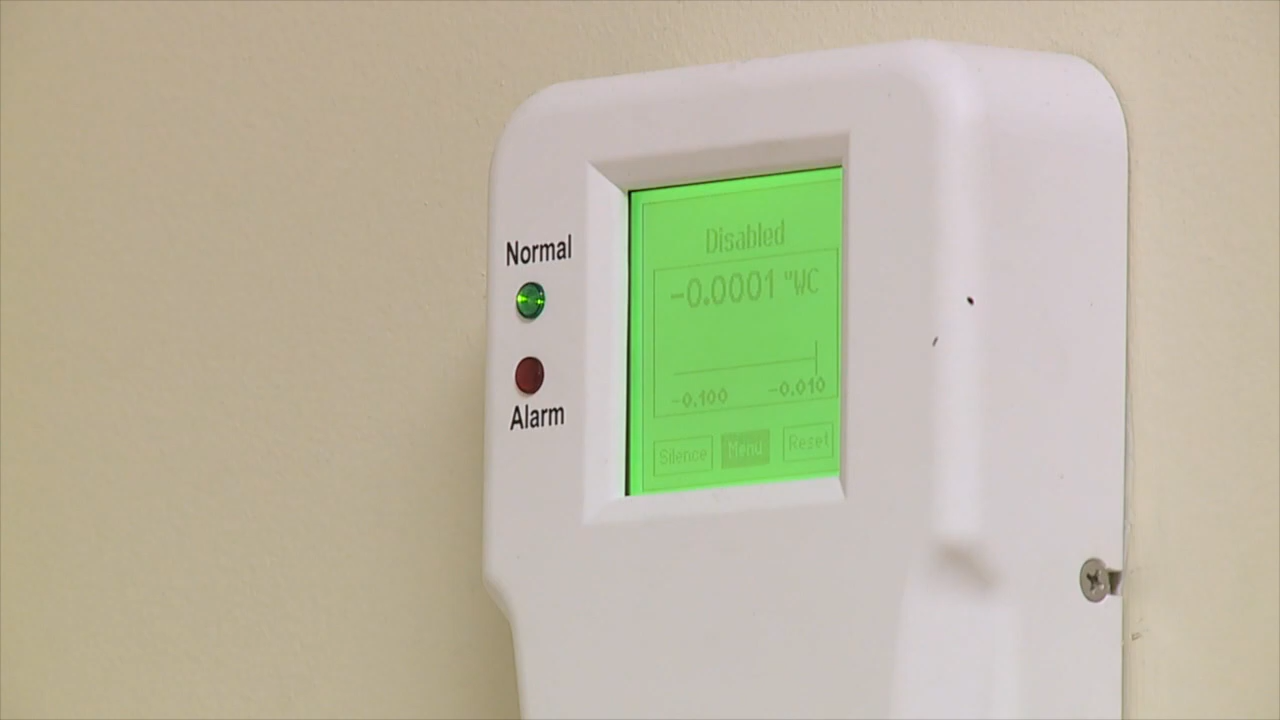 Normal
Alarm
Disabled
-0.0001 "WC
-0.100 -0.010
Silence Menu Reset